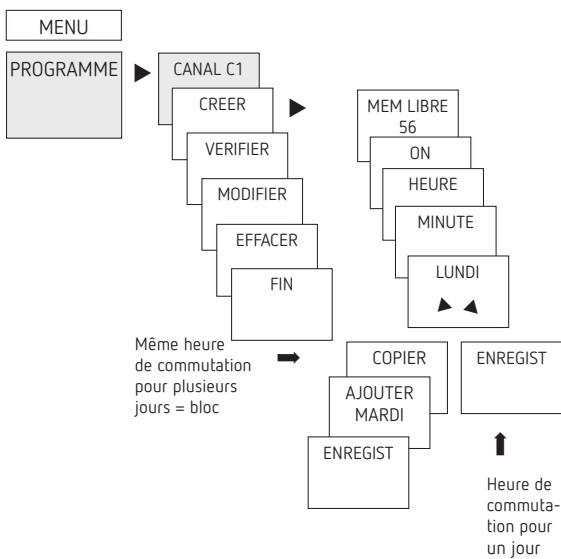 MENU
PROGRAMME
CANAL C1
CREER
VERIFIER
MODIFIER
EFFACER
FIN
MEM LIBRE
56
ON
HEURE
MINUTE
LUNDI
Même heure
de commutation
pour plusieurs
jours = bloc
COPIER
AJOUTER
MARDI
ENREGIST
ENREGIST
Heure de
commuta-
tion pour
un jour